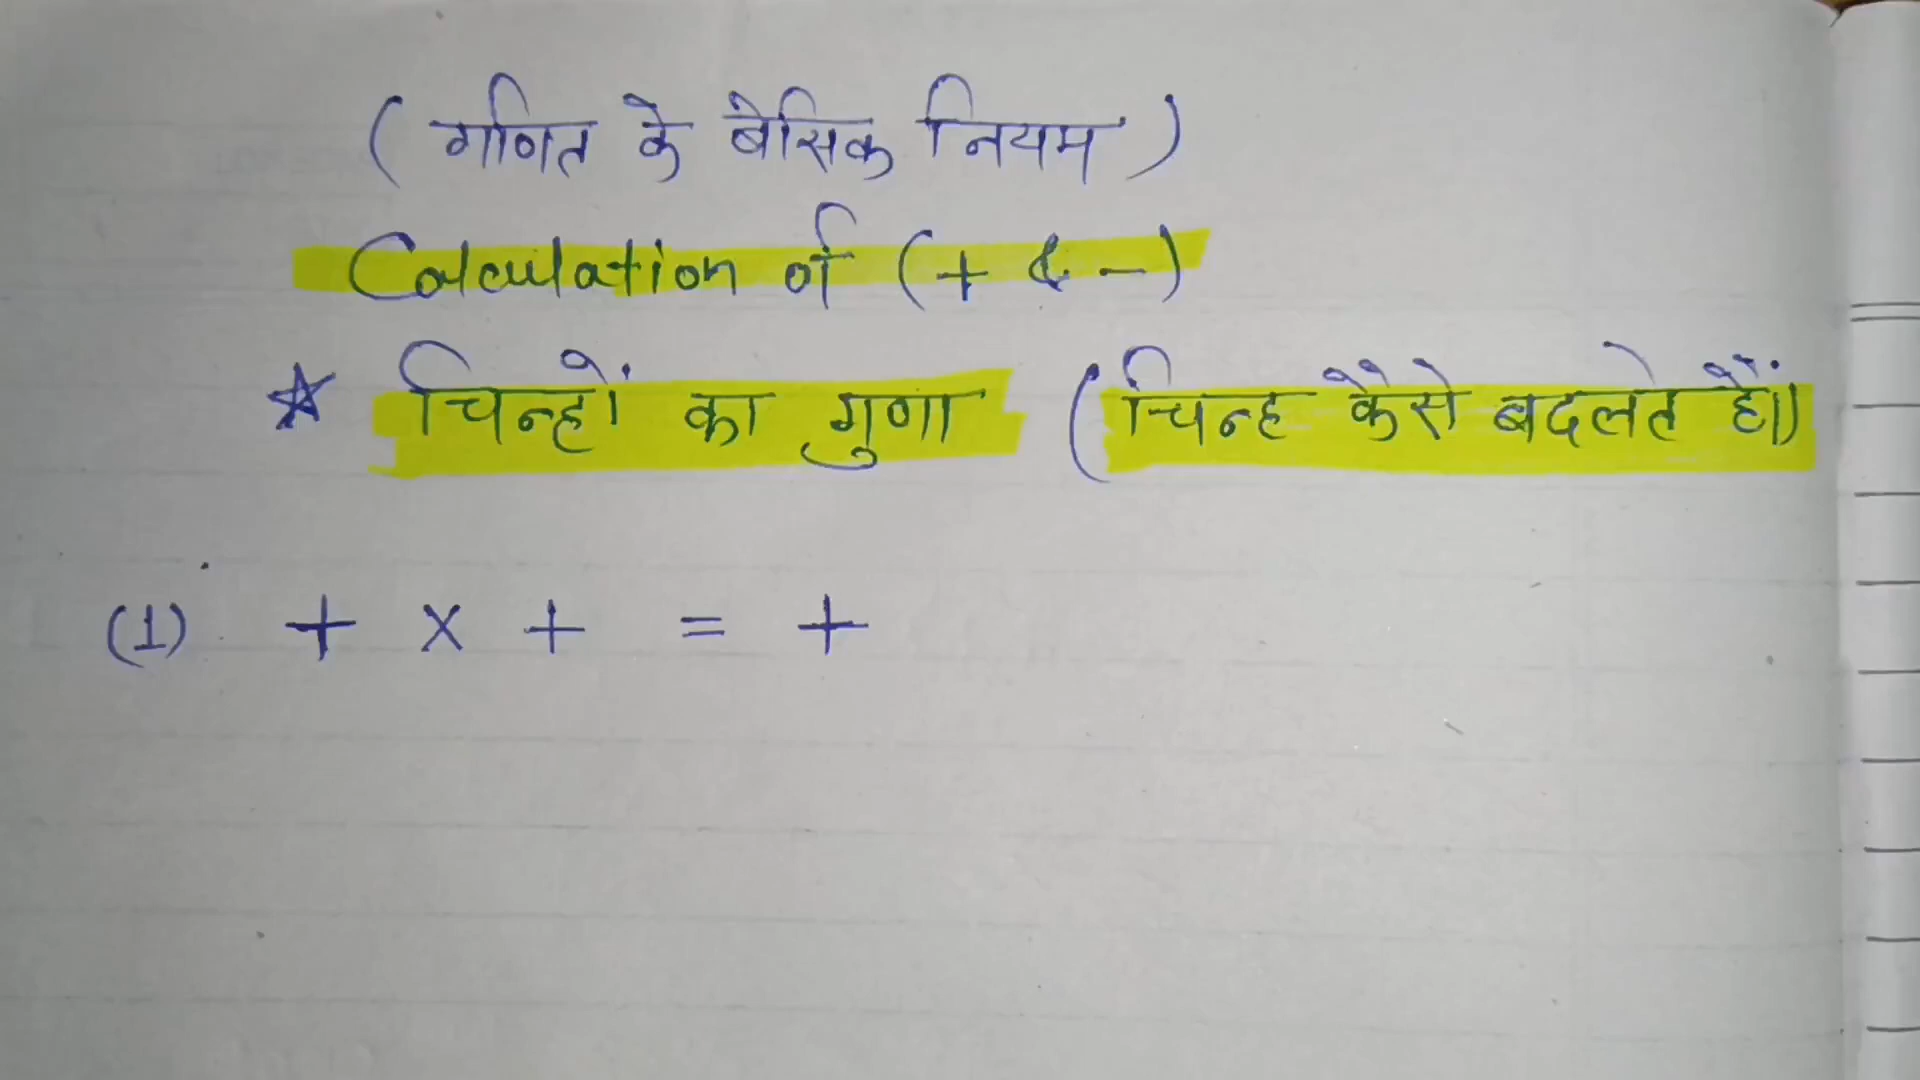 ( गणित के बेसिक नियम )
Calculation of (+ & -)
☆ चिन्हों का गुणा (चिन्ह कैसे बदलते हैं।)
(1) + x + = +